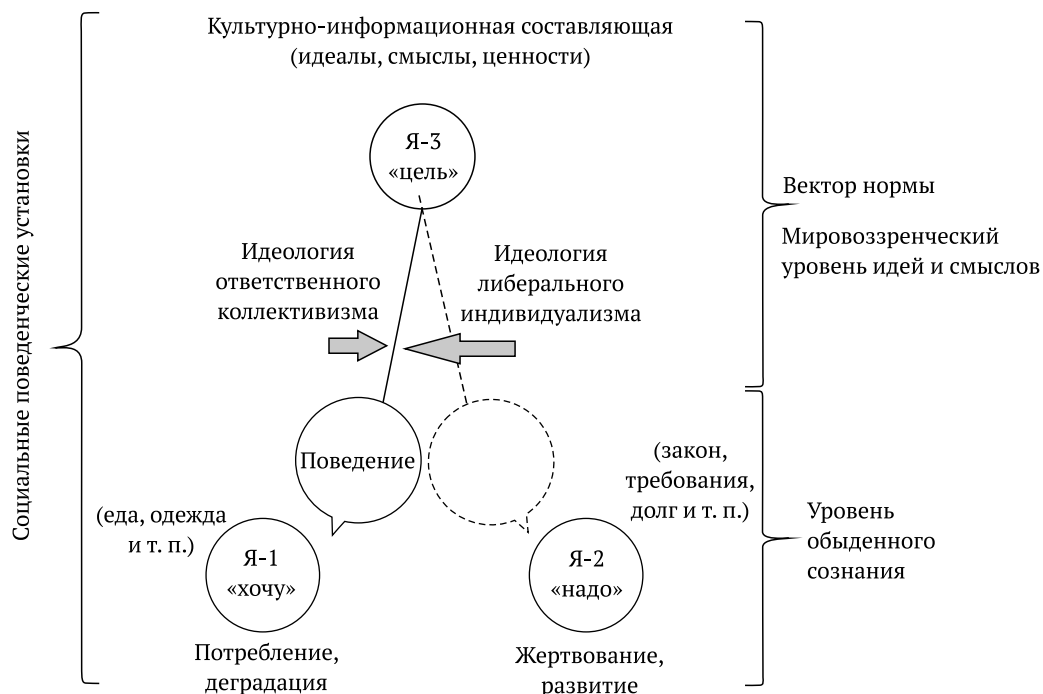 Культурно-информационная составляющая
(идеалы, смыслы, ценности)
Социальные поведенческие установки
Я-3
«цель»
Вектор нормы
Мировоззренческий
уровень идей и смыслов
Идеология
ответственного
коллективизма
Идеология
либерального
индивидуализма
Поведение
(закон,
требования,
долг и т. п.)
(еда, одежда
и т. п.)
Я-1
«хочу»
Я-2
«надо»
Уровень
обыденного
сознания
Потребление,
деградация
Жертвование,
развитие